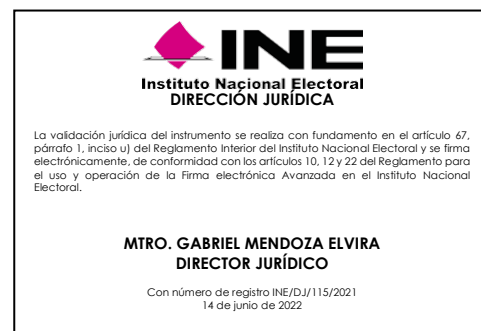 INE
Instituto Nacional Electoral
DIRECCIÓN JURÍDICA
La validación jurídica del instrumento se realiza con fundamento en el artículo 67,
párrafo 1, inciso u) del Reglamento Interior del Instituto Nacional Electoral y se firma
electrónicamente, de conformidad con los artículos 10, 12 y 22 del Reglamento para
el uso y operación de la Firma electrónica Avanzada en el Instituto Nacional
Electoral.
MTRO. GABRIEL MENDOZA ELVIRA
DIRECTOR JURÍDICO
Con número de registro INE/DJ/115/2021
14 de junio de 2022